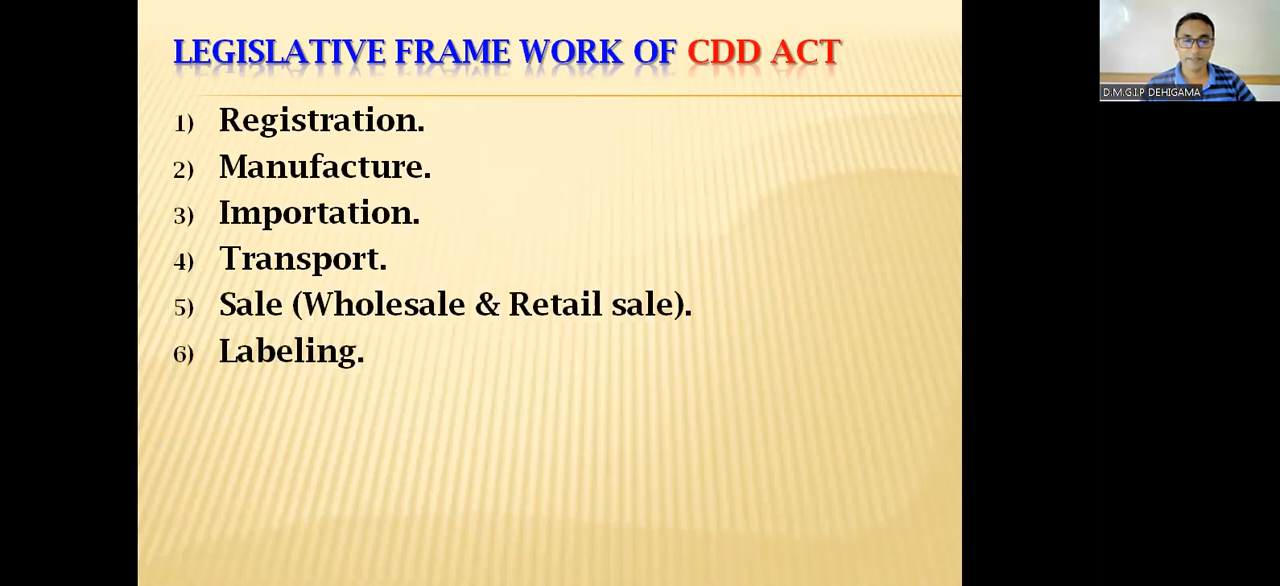 LEGISLATIVE FRAME WORK OF CDD ACT
1) Registration.
2) Manufacture.
3) Importation.
4) Transport.
5) Sale (Wholesale & Retail sale).
6) Labeling.
D.M.G.I.P DEHIGAMA